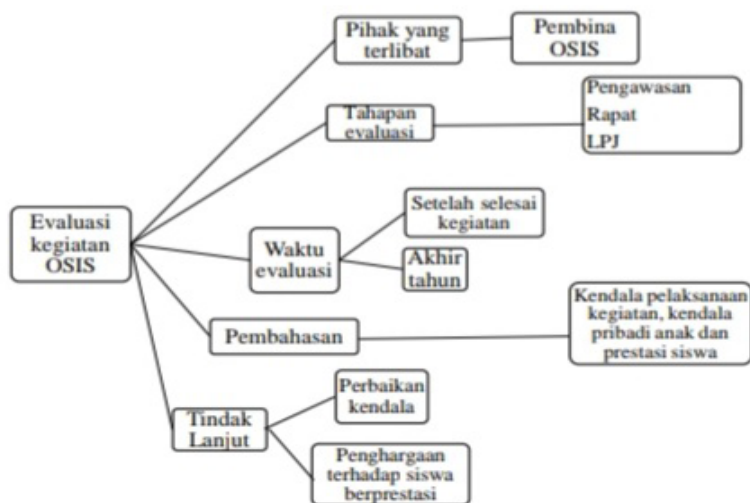 Pihak yang
terlibat
Pembina
OSIS
Tahapan
evaluasi
Pengawasan
Rapat
LPJ
Evaluasi
kegiatan
OSIS
Waktu
evaluasi
Setelah selesai
kegiatan
Akhir
tahun
Pembahasan
Kendala pelaksanaan
kegiatan, kendala
pribadi anak dan
prestasi siswa
Tindak
Lanjut
Perbaikan
kendala
Penghargaan
terhadap siswa
berprestasi